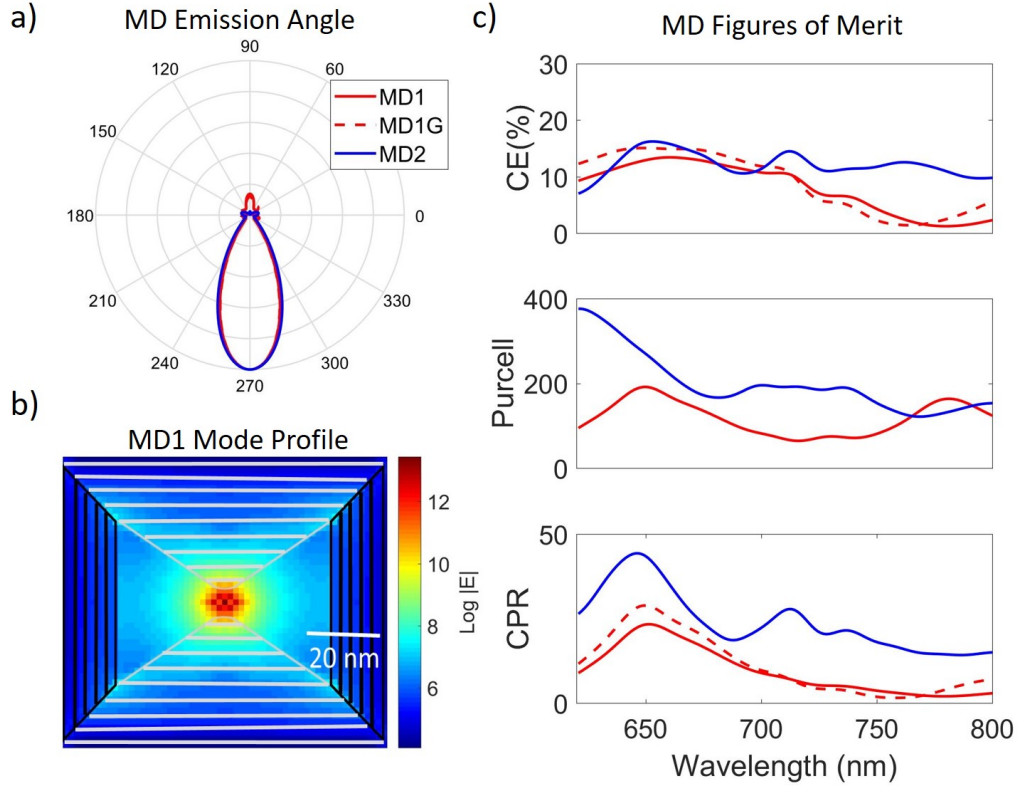 a)
MD Emission Angle
90
120
60
150
180
0
210
330
240
300
270
MD1
MD1G
MD2
b)
MD1 Mode Profile
20 nm
12
10
8
6
Log |E|
c)
MD Figures of Merit
30
20
10
0
CE(%)
400
200
0
Purcell
50
0
CPR
650
700
750
800
Wavelength (nm)